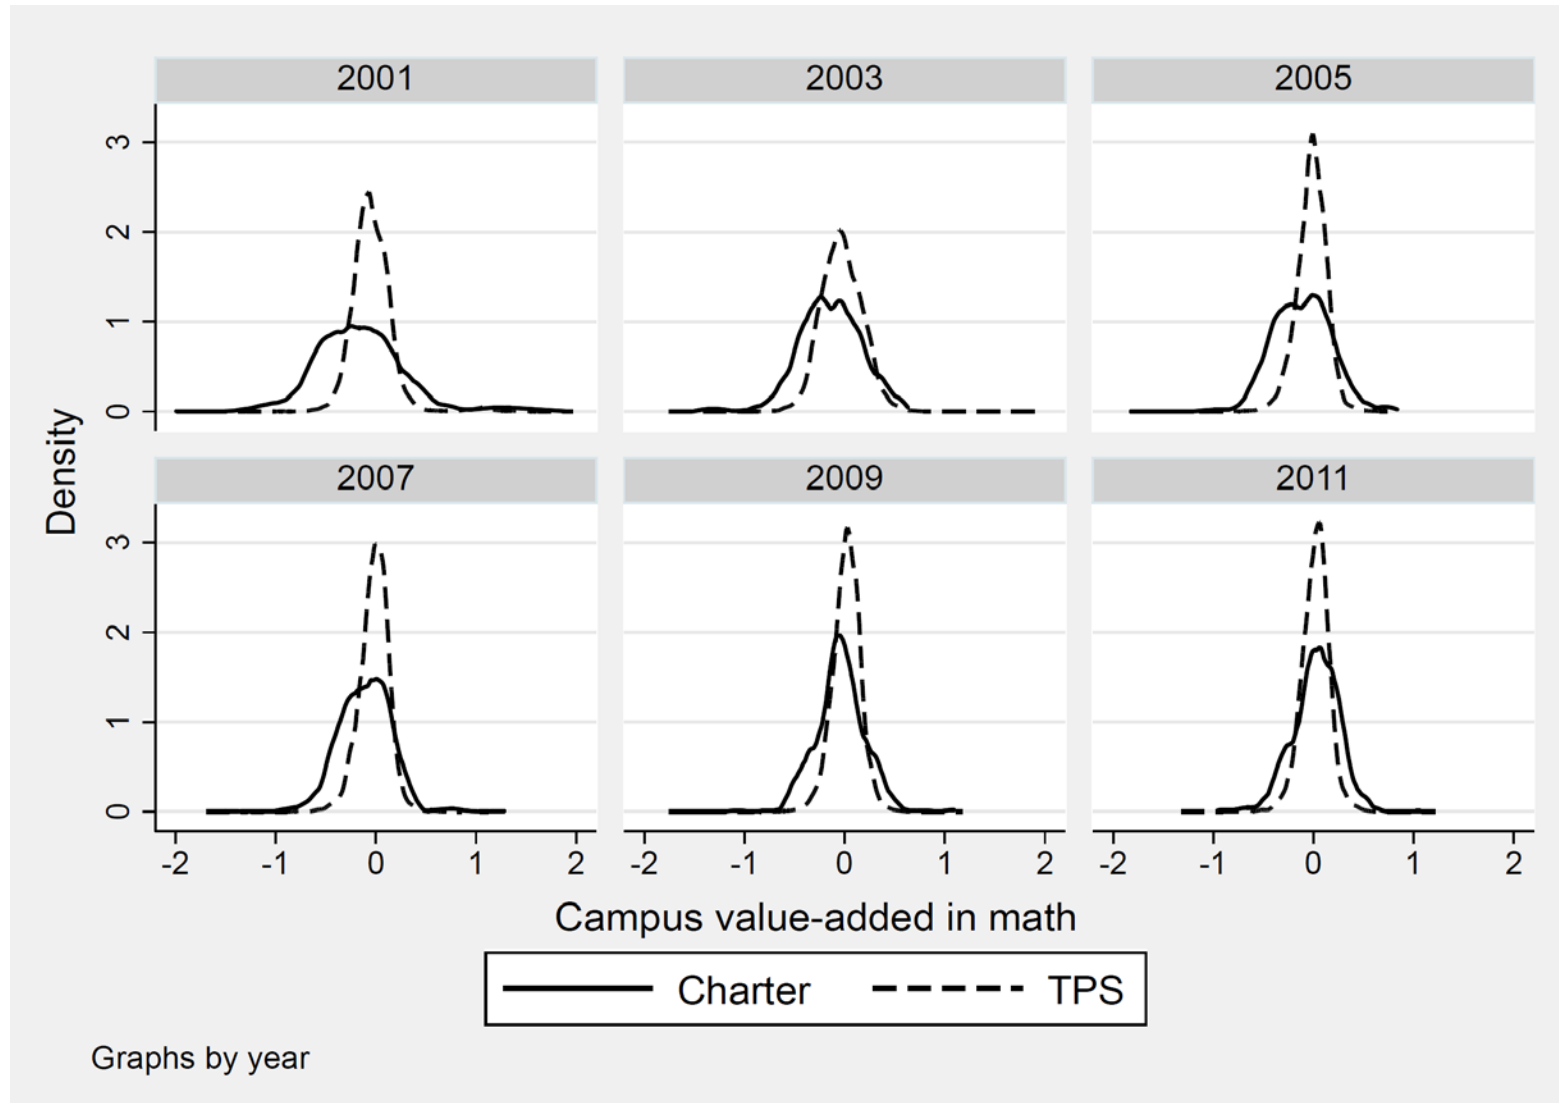 2001 2003 2005
3
2
1
0
Density
2007 2009 2011
3
2
1
0
-2 -1 0 1 2 -2 -1 0 1 2 -2 -1 0 1 2
Campus value-added in math
Charter TPS
Graphs by year